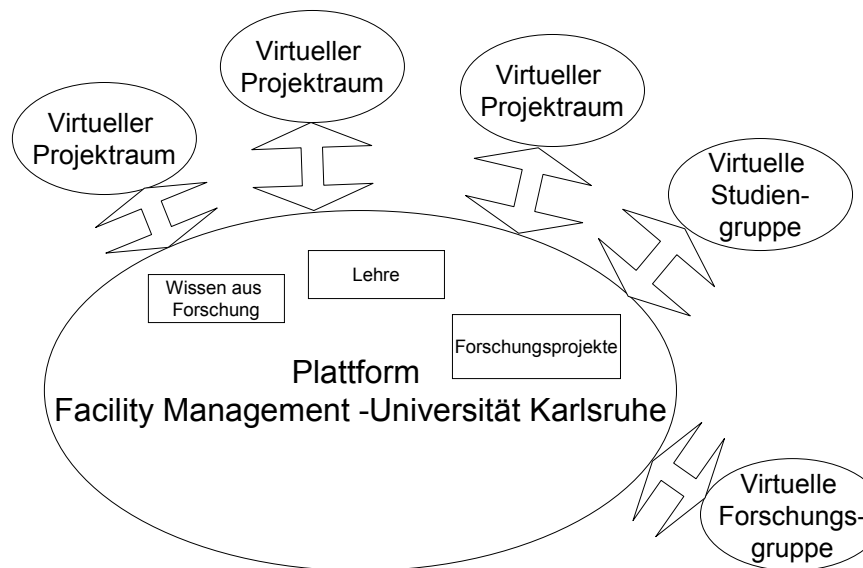 Virtueller
Projektraum
Virtueller
Projektraum
Virtueller
Projektraum
Virtuelle
Studien-
gruppe
Wissen aus
Forschung
Lehre
Forschungsprojekte
Plattform
Facility Management -Universität Karlsruhe
Virtuelle
Forschungs-
gruppe